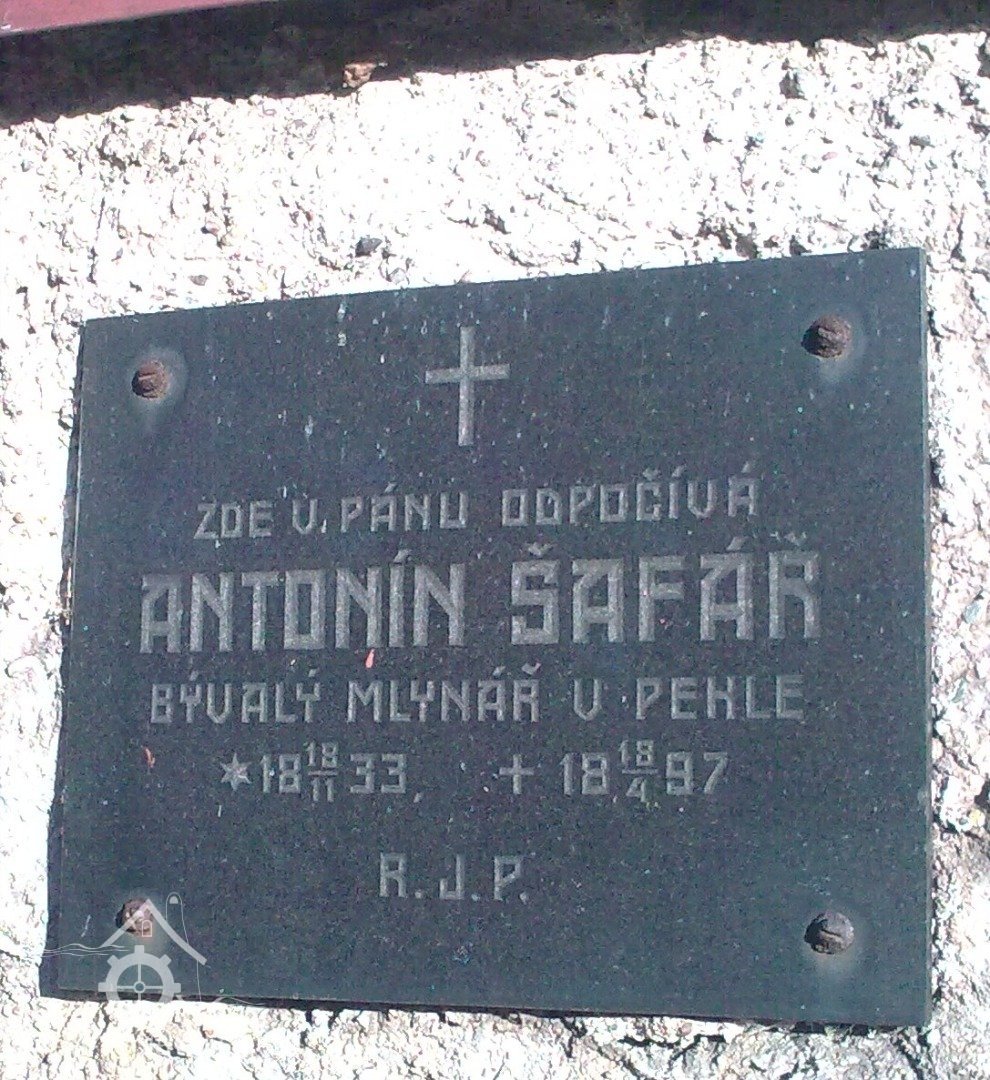 ZDE V. PÁNU ODPOČÍVÁ
ANTONÍN ŠAFÁŘ
BÝVALÝ MLYNÁŘ V PEKLE
*18 18/11 33, + 18 18/4 97
R.J.P.